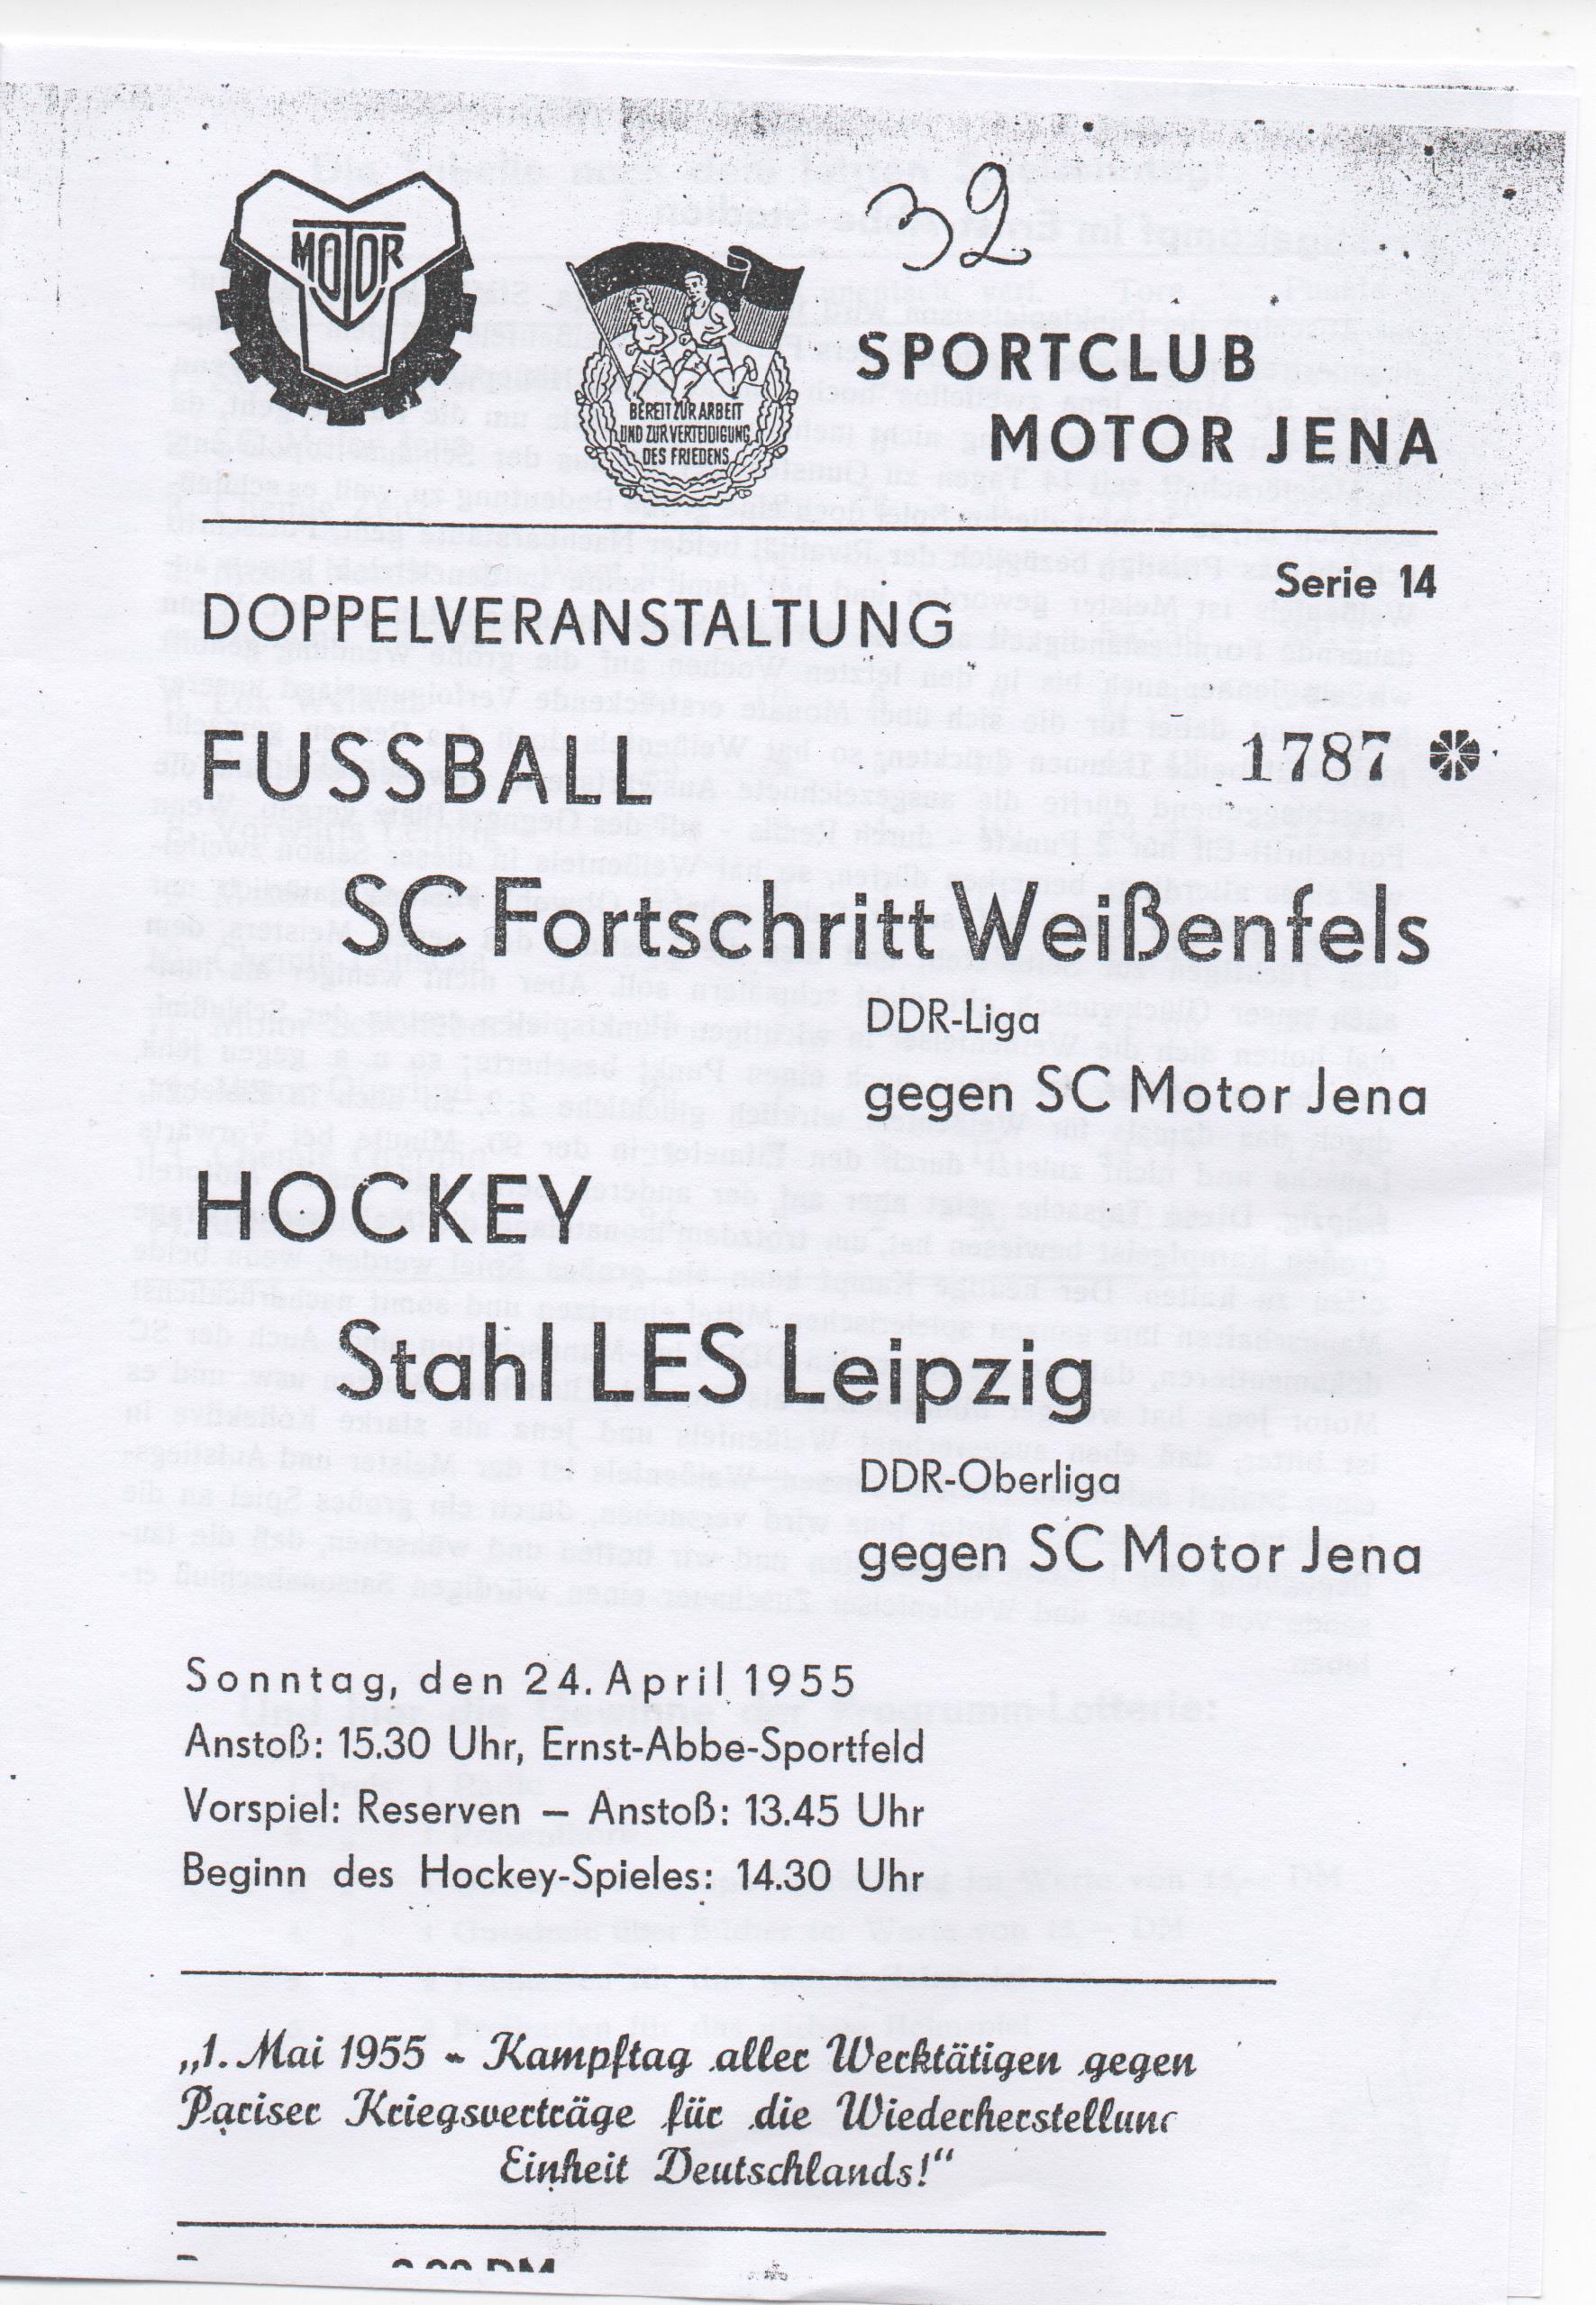 MOTOR
32
BEREIT ZUR ARBEIT
UND ZUR VERTEIDIGUNG
DES FRIEDENS
SPORTCLUB
MOTOR JENA
Serie 14
DOPPELVERANSTALTUNG
FUSSBALL 1787
SC Fortschritt Weißenfels
DDR-Liga
gegen SC Motor Jena
HOCKEY
Stahl LES Leipzig
DDR-Oberliga
gegen SC Motor Jena
Sonntag, den 24. April 1955
Anstoß: 15.30 Uhr, Ernst-Abbe-Sportfeld
Vorspiel: Reserven — Anstoß: 13.45 Uhr
Beginn des Hockey-Spieles: 14.30 Uhr
„1. Mai 1955 - Kampftag aller Werktätigen gegen
Pariser Kriegsverträge für die Wiederherstellung
Einheit Deutschlands!“